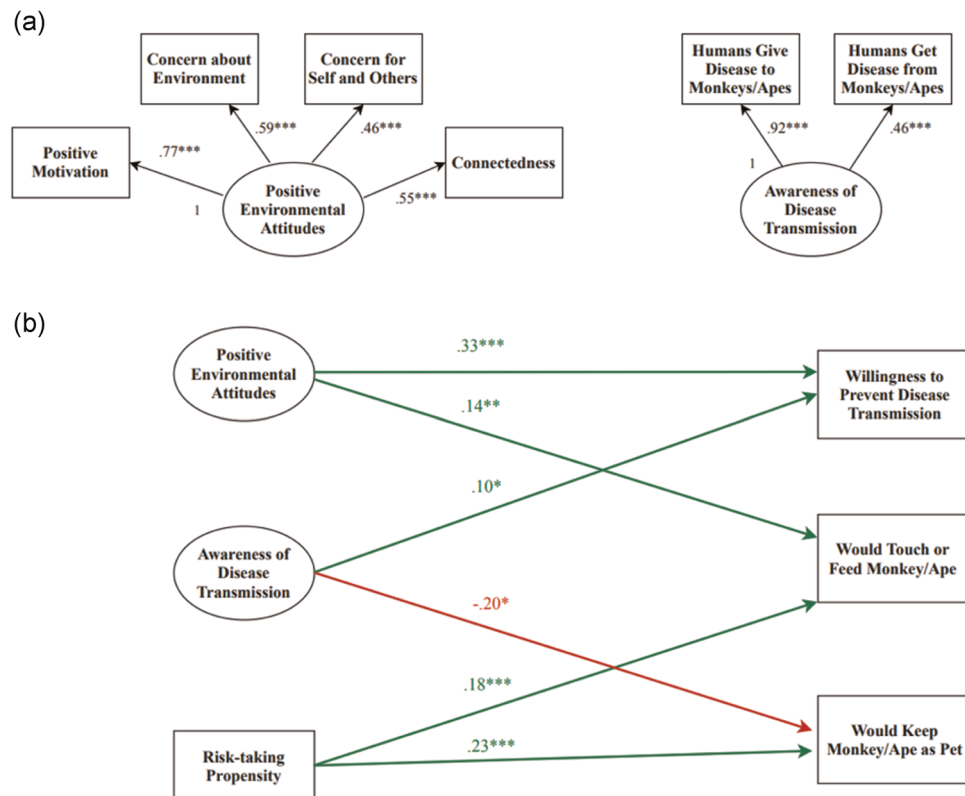 (a)
Concern about
Environment
Concern for
Self and Others
Humans Give
Disease to
Monkeys/Apes
Humans Get
Disease from
Monkeys/Apes
.59***
.46***
.92***
.46***
Positive
Motivation
.77***
Connectedness
1
Positive
Environmental
Attitudes
.55***
1
Awareness of
Disease
Transmission
(b)
Positive
Environmental
Attitudes
.33***
Willingness to
Prevent Disease
Transmission
.14**
.10*
Awareness of
Disease
Transmission
Would Touch or
Feed Monkey/Ape
-.20*
.18***
Risk-taking
Propensity
.23***
Would Keep
Monkey/Ape as Pet